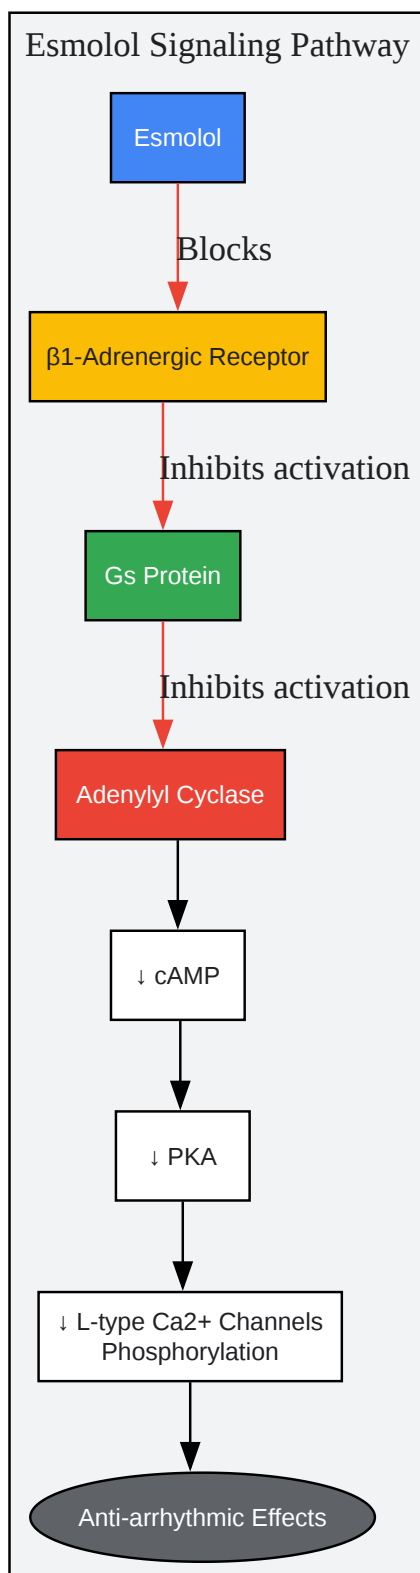 Esmolol Signaling Pathway
Esmolol
Blocks
β1-Adrenergic Receptor
Inhibits activation
Gs Protein
Inhibits activation
Adenylyl Cyclase
↓ cAMP
↓ PKA
↓ L-type Ca2+ Channels
Phosphorylation
Anti-arrhythmic Effects